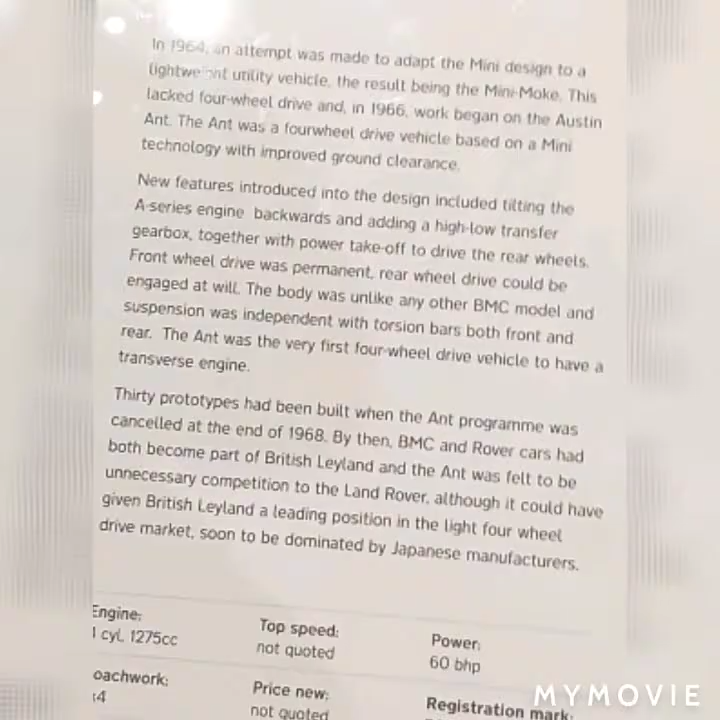 In 1964, an attempt was made to adapt the Mini design to a
lightweight utility vehicle, the result being the Mini-Moke. This
lacked four-wheel drive and, in 1966, work began on the Austin
Ant. The Ant was a fourwheel drive vehicle based on a Mini
technology with improved ground clearance.
New features introduced into the design included tilting the
A-series engine backwards and adding a high-low transfer
gearbox, together with power take-off to drive the rear wheels.
Front wheel drive was permanent, rear wheel drive could be
engaged at will. The body was unlike any other BMC model and
suspension was independent with torsion bars both front and
rear. The Ant was the very first four-wheel drive vehicle to have a
transverse engine.
Thirty prototypes had been built when the Ant programme was
cancelled at the end of 1968. By then, BMC and Rover cars had
both become part of British Leyland and the Ant was felt to be
unnecessary competition to the Land Rover, although it could have
given British Leyland a leading position in the light four wheel
drive market, soon to be dominated by Japanese manufacturers.
Engine: Top speed: Power:
cyl, 1275cc not quoted 60 bhp
oachwork: Price new: Registration mark:
4 not quoted
MYMOVIE